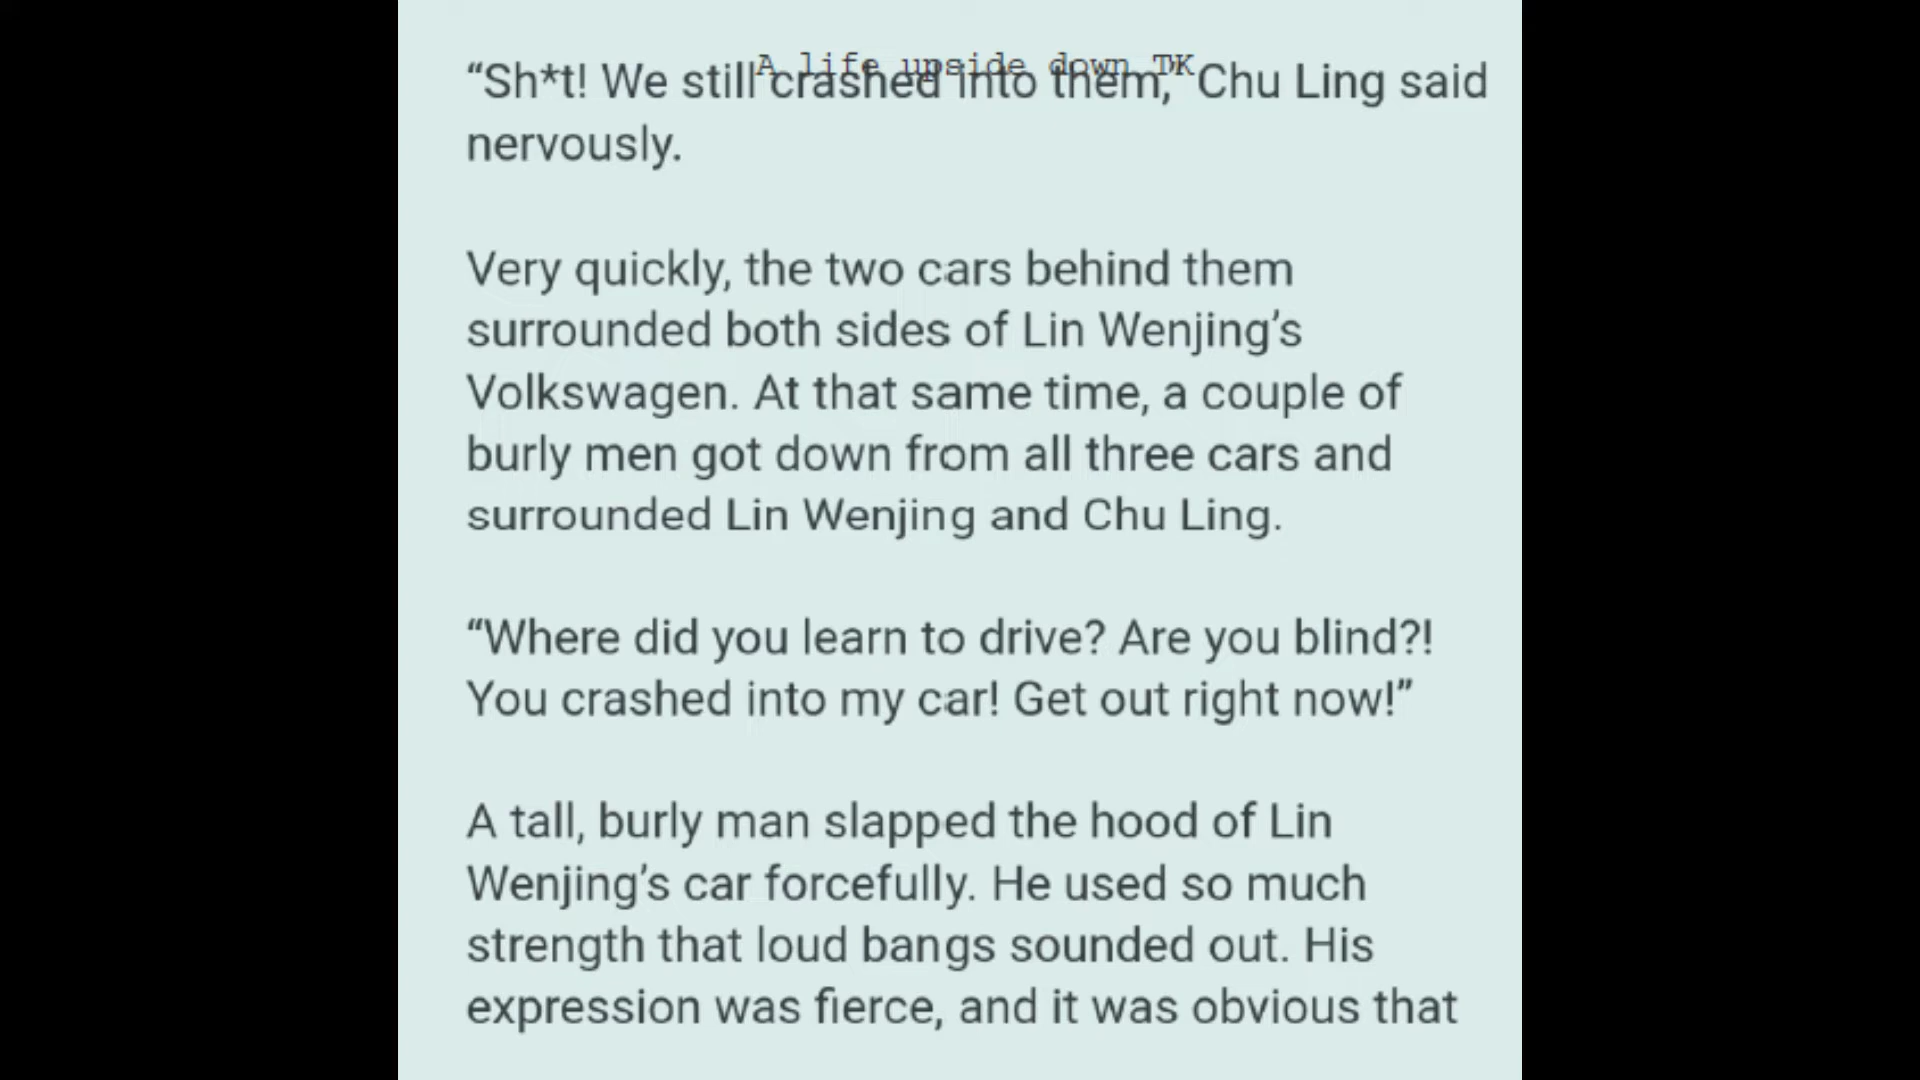 A life upside down TK
“Sh*t! We still crashed into them,” Chu Ling said
nervously.
Very quickly, the two cars behind them
surrounded both sides of Lin Wenjing’s
Volkswagen. At that same time, a couple of
burly men got down from all three cars and
surrounded Lin Wenjing and Chu Ling.
“Where did you learn to drive? Are you blind?!
You crashed into my car! Get out right now!”
A tall, burly man slapped the hood of Lin
Wenjing’s car forcefully. He used so much
strength that loud bangs sounded out. His
expression was fierce, and it was obvious that